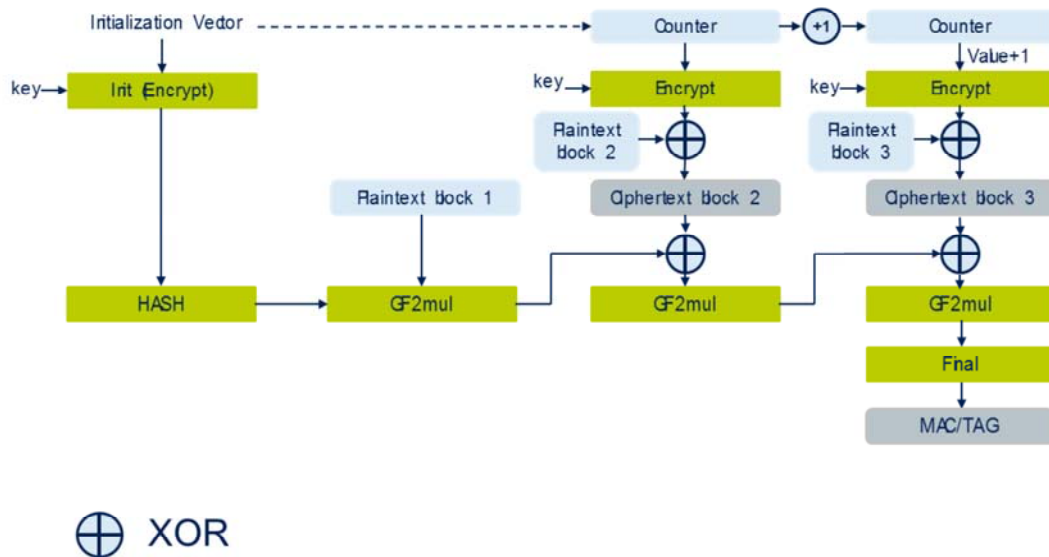 Initialization Vector
Counter
+1
Counter
Value+1
key
Init (Encrypt)
key
Encrypt
key
Encrypt
Plaintext
block 2
Plaintext
block 3
Plaintext block 1
Ciphertext block 2
Ciphertext block 3
HASH
GF2mul
GF2mul
GF2mul
Final
MAC/TAG
XOR